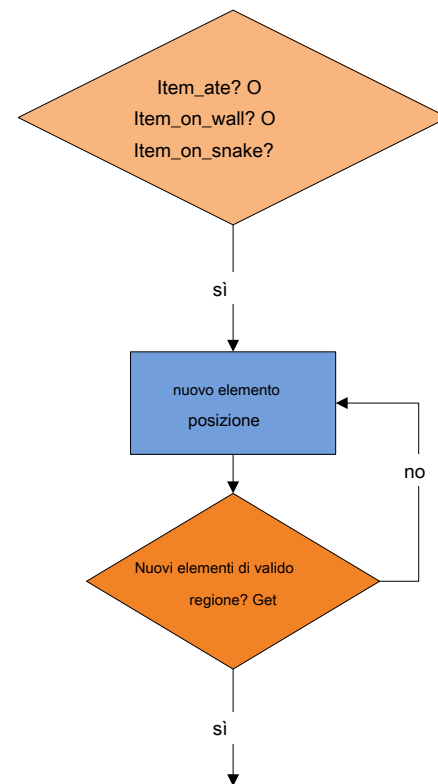 Item_ate? O
Item_on_wall? O
Item_on_snake?
sì
nuovo elemento
posizione
no
Nuovi elementi di valido
regione? Get
sì